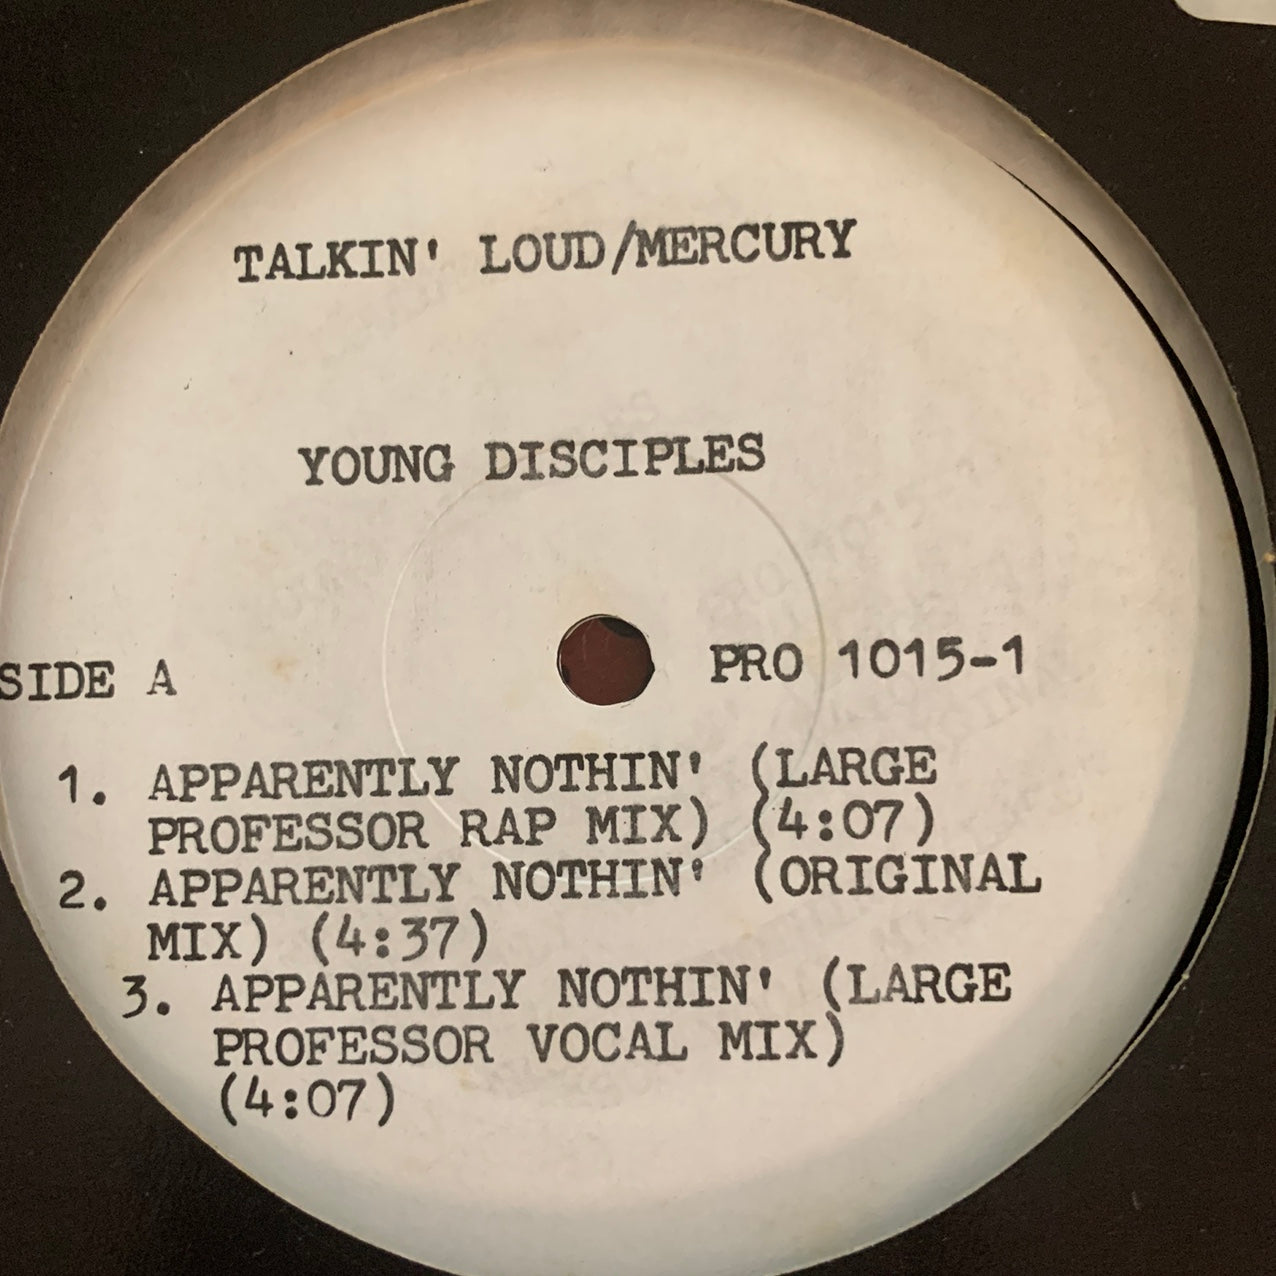 TALKIN' LOUD/MERCURY
YOUNG DISCIPLES
SIDE A
PRO 1015-1
1. APPARENTLY NOTHIN' (LARGE
PROFESSOR RAP MIX) (4:07)
2. APPARENTLY NOTHIN' (ORIGINAL
MIX) (4:37)
3. APPARENTLY NOTHIN' (LARGE
PROFESSOR VOCAL MIX)
(4:07)